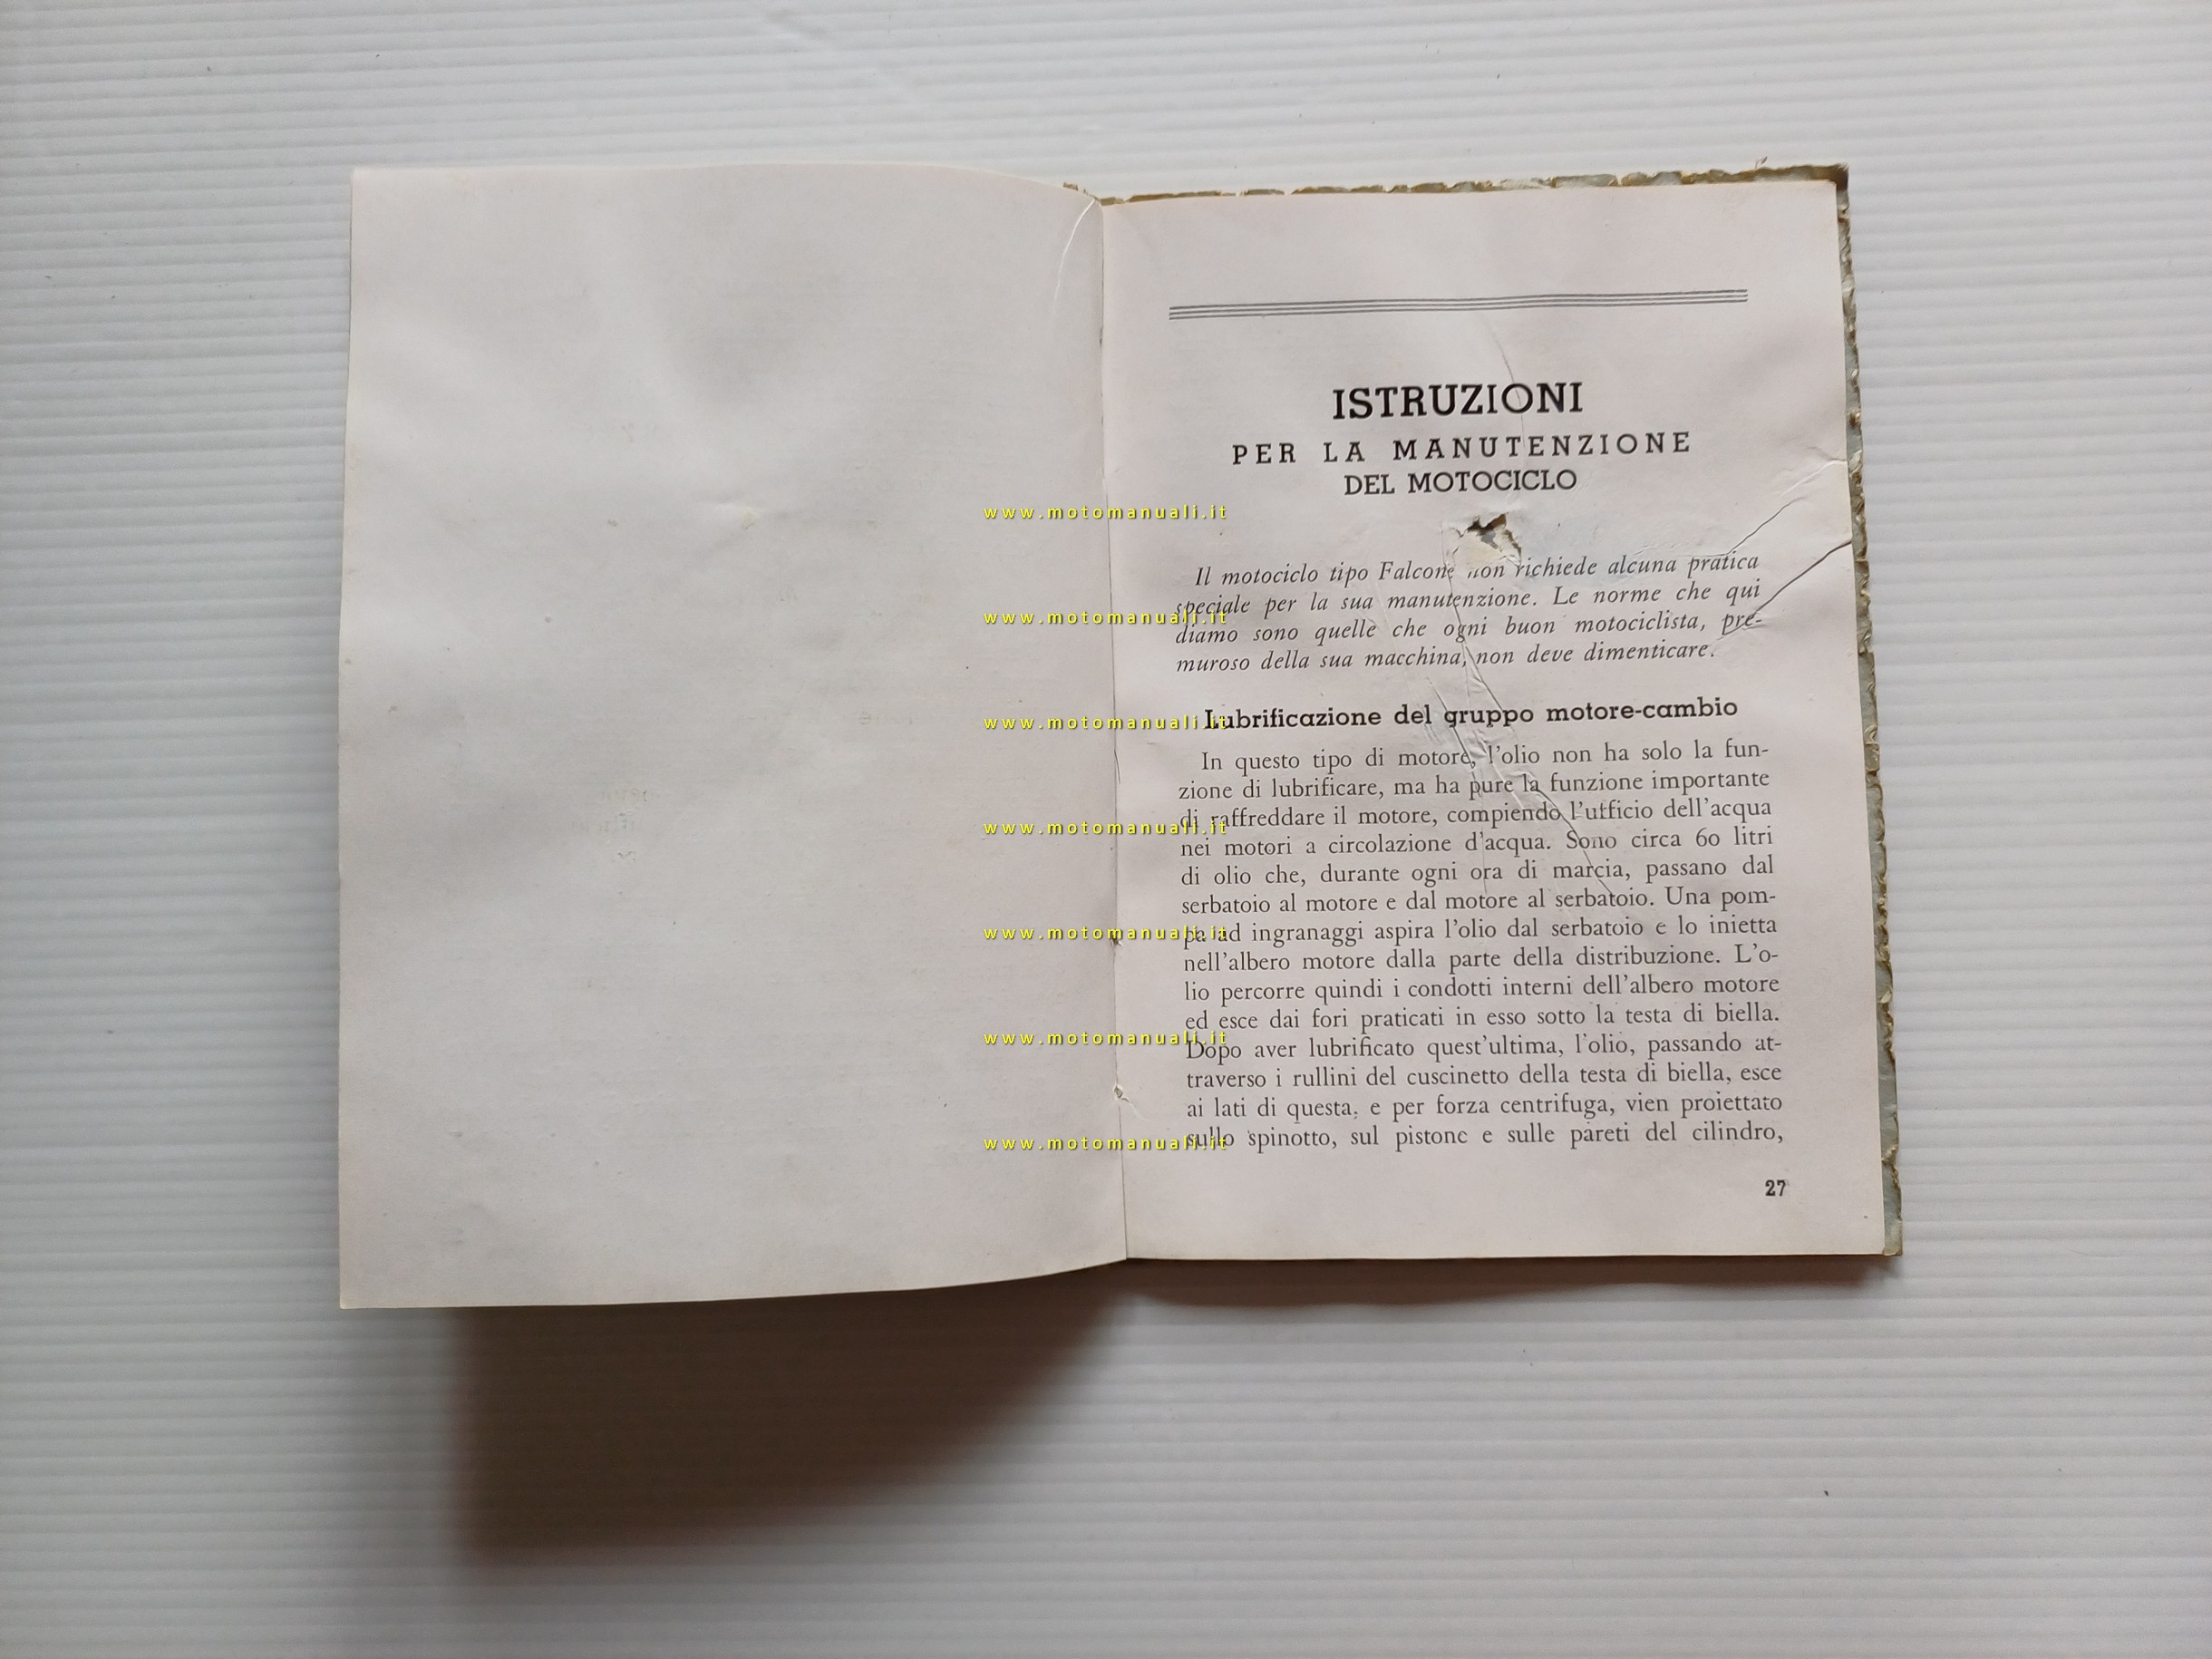 ISTRUZIONI
PER LA MANUTENZIONE
DEL MOTOCICLO
Il motociclo tipo Falcone non richiede alcuna pratica
speciale per la sua manutenzione. Le norme che qui
diamo sono quelle che ogni buon motociclista, pre-
muroso della sua macchina, non deve dimenticare.
Lubrificazione del gruppo motore-cambio
In questo tipo di motore, l'olio non ha solo la fun-
zione di lubrificare, ma ha pure la funzione importante
di raffreddare il motore, compiendo l'ufficio dell'acqua
nei motori a circolazione d'acqua. Sono circa 60 litri
di olio che, durante ogni ora di marcia, passano dal
serbatoio al motore e dal motore al serbatoio. Una pom-
pa ad ingranaggi aspira l'olio dal serbatoio e lo inietta
nell'albero motore dalla parte della distribuzione. L'o-
lio percorre quindi i condotti interni dell'albero motore
ed esce dai fori praticati in esso sotto la testa di biella.
Dopo aver lubrificato quest'ultima, l'olio, passando at-
traverso i rullini del cuscinetto della testa di biella, esce
ai lati di questa, e per forza centrifuga, vien proiettato
sullo spinotto, sul pistone e sulle pareti del cilindro,
27
www.motomanuali.it
www.motomanuali.it
www.motomanuali.it
www.motomanuali.it
www.motomanuali.it
www.motomanuali.it
www.motomanuali.it